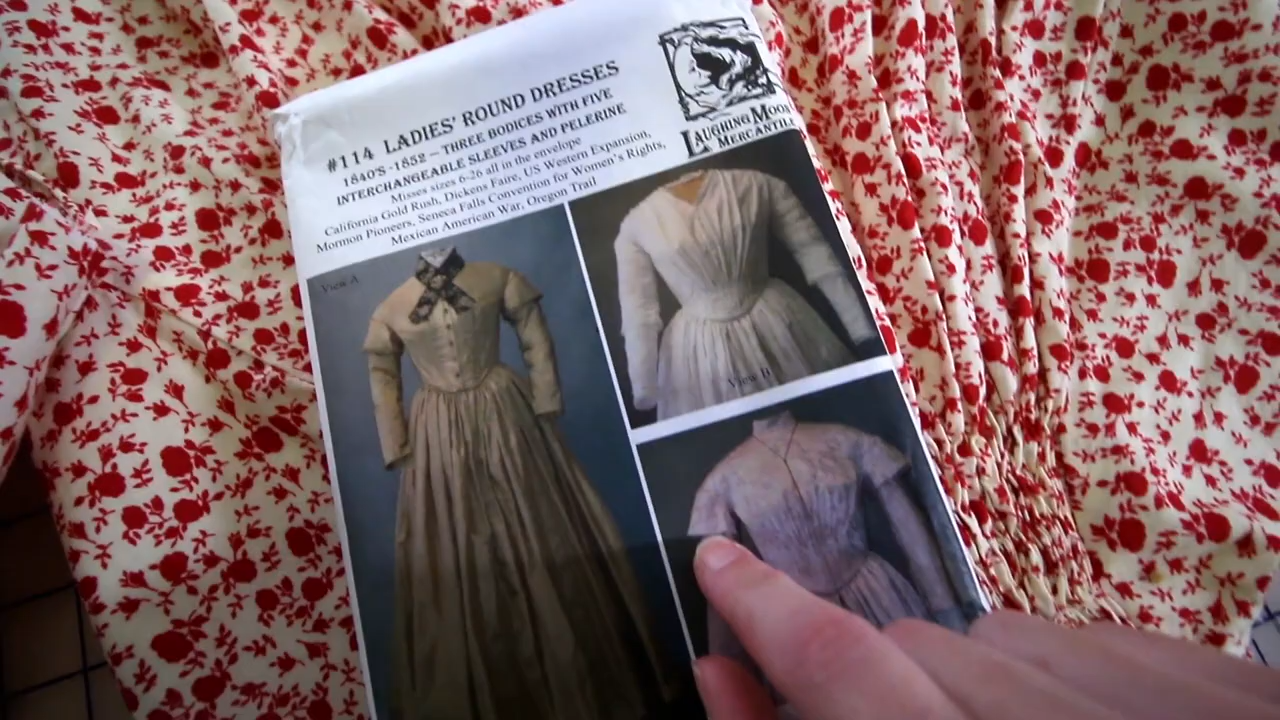 #114 LADIES' ROUND DRESSES
1840'S-1852 – THREE BODICES WITH FIVE
INTERCHANGEABLE SLEEVES AND PELERINE
Misses sizes 6-26 all in the envelope
California Gold Rush, Dickens Faire, US Western Expansion,
Mormon Pioneers, Seneca Falls Convention for Women's Rights,
Mexican American War, Oregon Trail
LAUGHING MOON
MERCANTILE
View A
View B